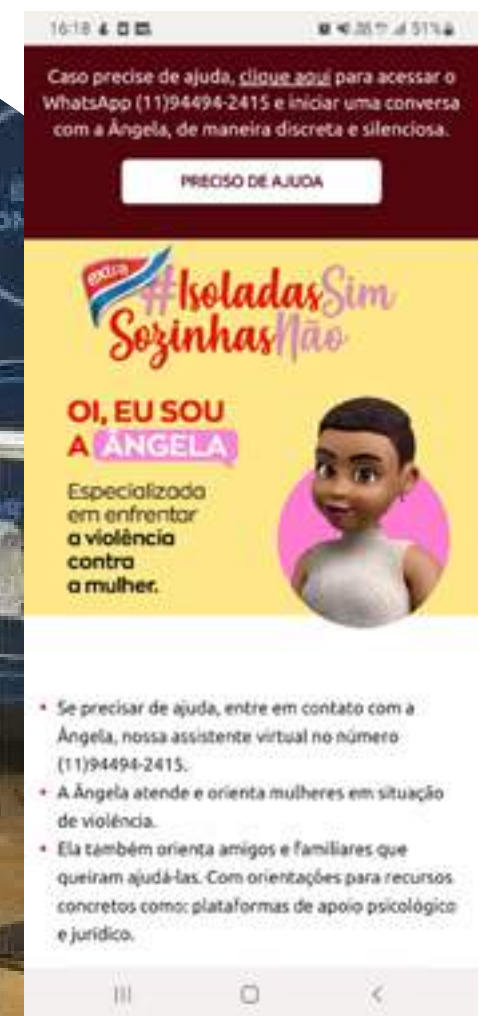 16:18
51%
Caso precise de ajuda, clique aqui para acessar o
WhatsApp (11)94494-2415 e iniciar uma conversa
com a Ângela, de maneira discreta e silenciosa.
PRECISO DE AJUDA
extra
#IsoladasSim
SozinhasNão
OI, EU SOU
A ÂNGELA
Especializada
em enfrentar
a violência
contra
a mulher.
• Se precisar de ajuda, entre em contato com a
Ângela, nossa assistente virtual no número
(11)94494-2415.
• A Ângela atende e orienta mulheres em situação
de violência.
• Ela também orienta amigos e familiares que
queiram ajudá-las. Com orientações para recursos
concretos como: plataformas de apoio psicológico
e jurídico.